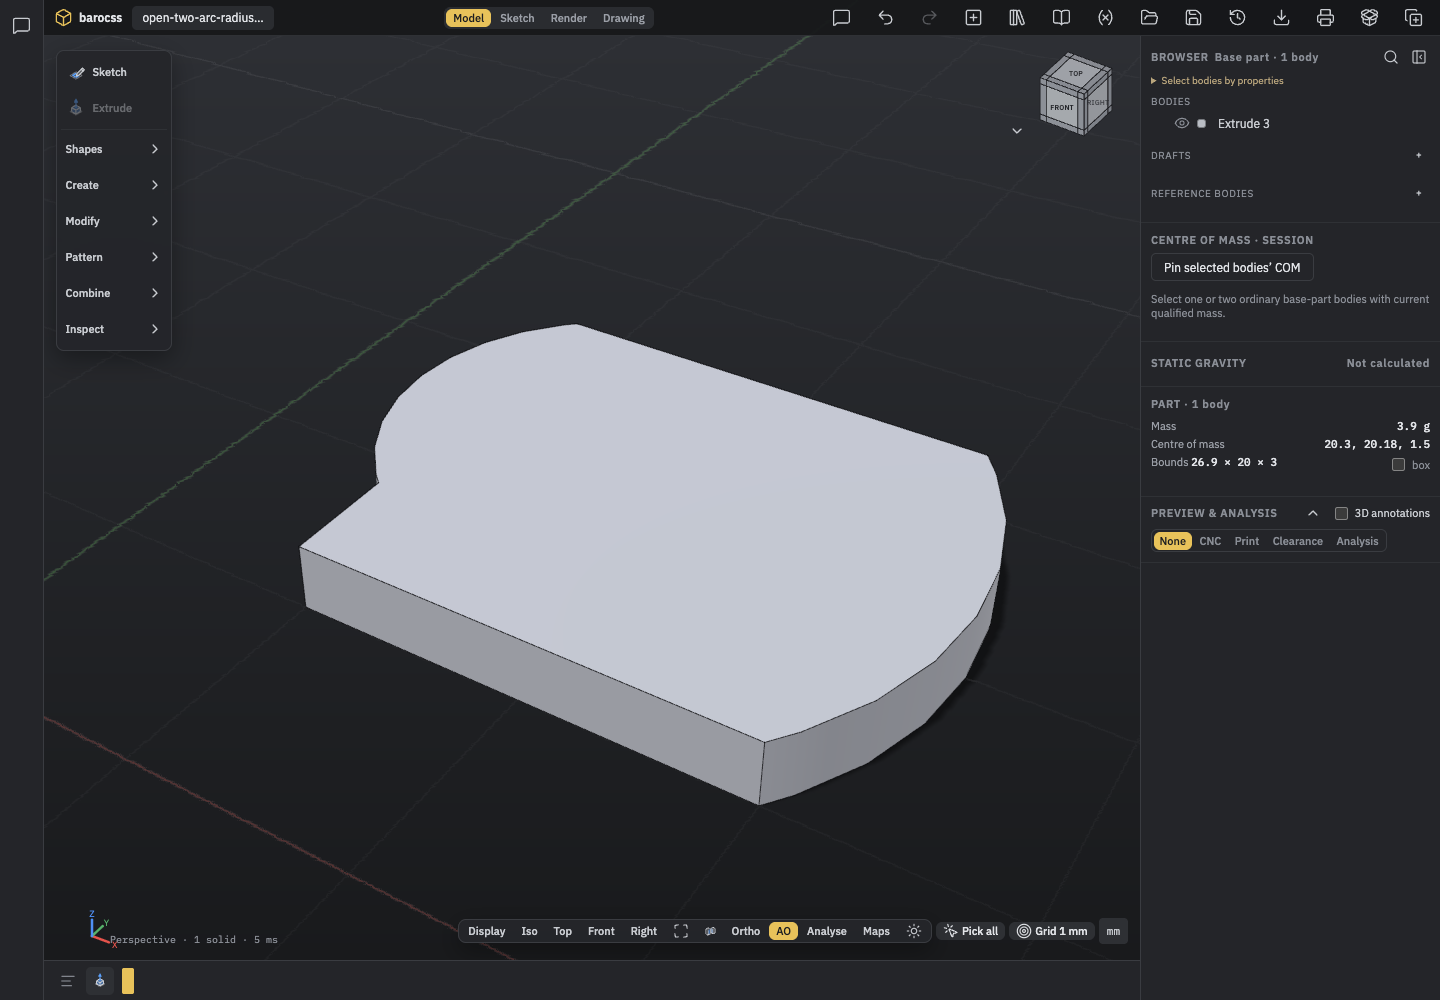 barocss
open-two-arc-radius...
Model
Sketch
Render
Drawing
Sketch
Extrude
Shapes
Create
Modify
Pattern
Combine
Inspect
TOP
FRONT
RIGHT
BROWSER Base part · 1 body
Select bodies by properties
BODIES
Extrude 3
DRAFTS +
REFERENCE BODIES +
CENTRE OF MASS · SESSION
Pin selected bodies’ COM
Select one or two ordinary base-part bodies with current
qualified mass.
STATIC GRAVITY Not calculated
PART · 1 body
Mass 3.9 g
Centre of mass 20.3, 20.18, 1.5
Bounds 26.9 × 20 × 3 box
PREVIEW & ANALYSIS 3D annotations
None CNC Print Clearance Analysis
Z
Y
X
Perspective · 1 solid · 5 ms
Display Iso Top Front Right Ortho AO Analyse Maps Pick all Grid 1 mm mm